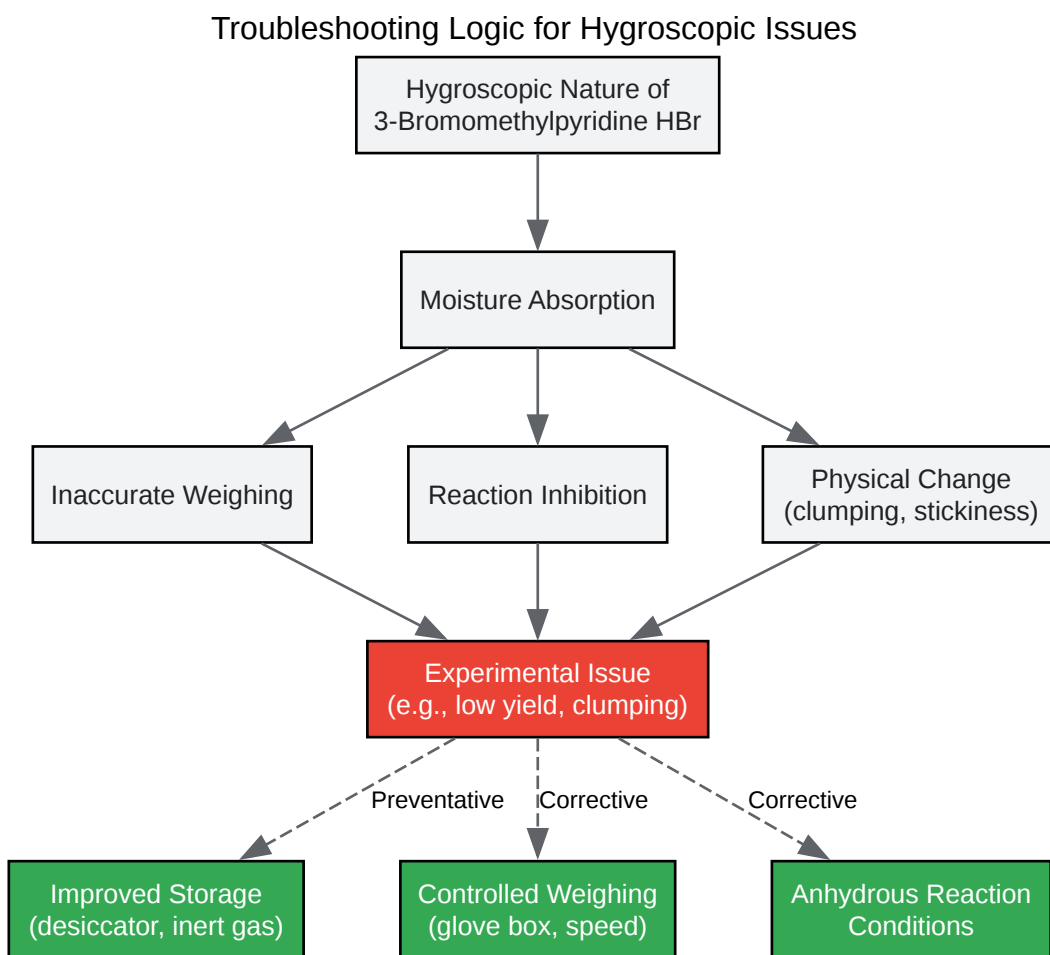 Troubleshooting Logic for Hygroscopic Issues
Hygroscopic Nature of
3-Bromomethylpyridine HBr
Moisture Absorption
Inaccurate Weighing
Reaction Inhibition
Physical Change
(clumping, stickiness)
Experimental Issue
(e.g., low yield, clumping)
Preventative
Corrective
Corrective
Improved Storage
(desiccator, inert gas)
Controlled Weighing
(glove box, speed)
Anhydrous Reaction
Conditions